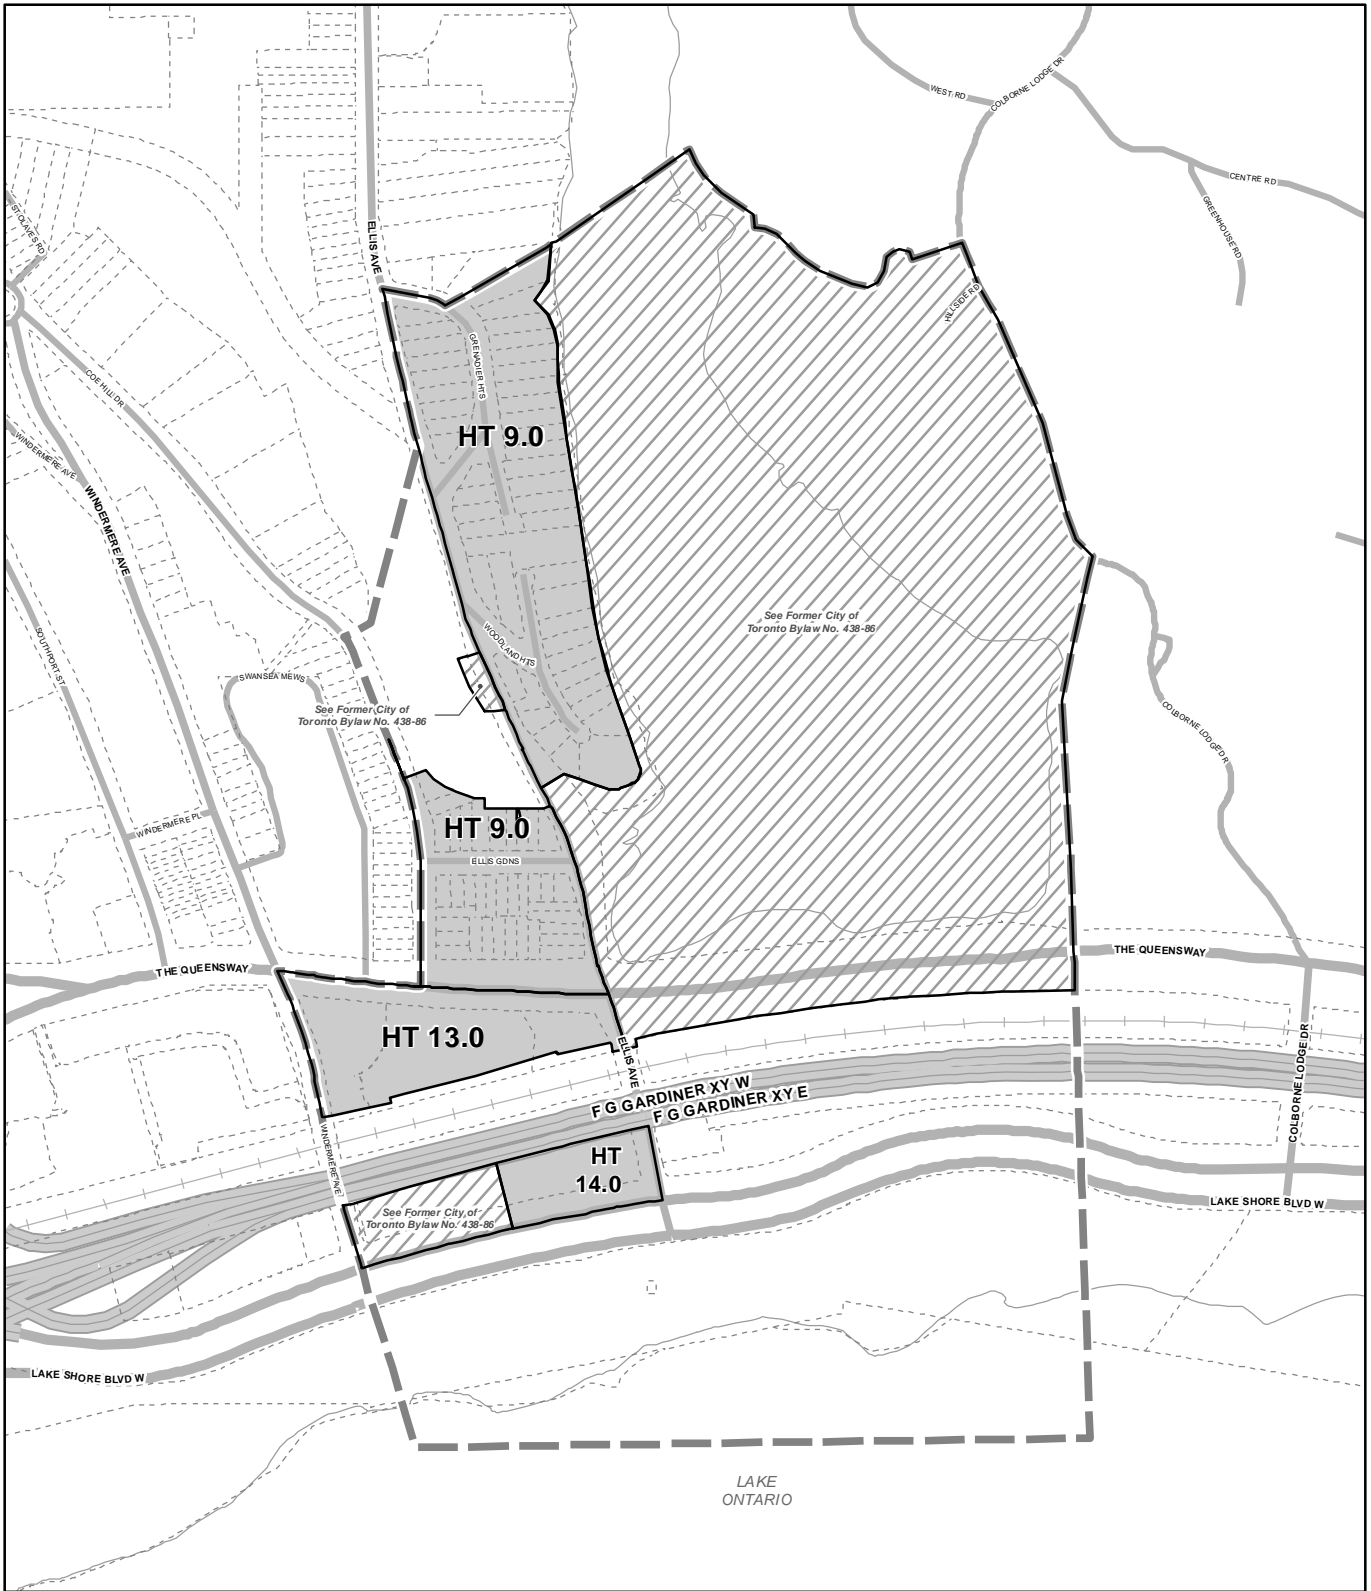 WEST RD
COLBORNE LODGE DR
CENTRE RD
GREENHOUSE RD
ST OLAVES RD
ELLIS AVE
HILLSIDE RD
GRENADIER HTS
COE HILL DR
HT 9.0
WINDERMERE AVE
WINDERMERE AVE
See Former City of
Toronto Bylaw No. 438-86
WOODLAND HTS
SOUTHPORT ST
SWANSEA MEWS
See Former City of
Toronto Bylaw No. 438-86
COLBORNE LODGE DR
WINDERMERE PL
HT 9.0
ELLIS GDNS
THE QUEENSWAY
THE QUEENSWAY
HT 13.0
ELLIS AVE
F G GARDINER XY W
F G GARDINER XY E
COLBORNE LODGE DR
WINDERMERE AVE
HT
14.0
See Former City of
Toronto Bylaw No. 438-86
LAKE SHORE BLVD W
LAKE SHORE BLVD W
LAKE
ONTARIO